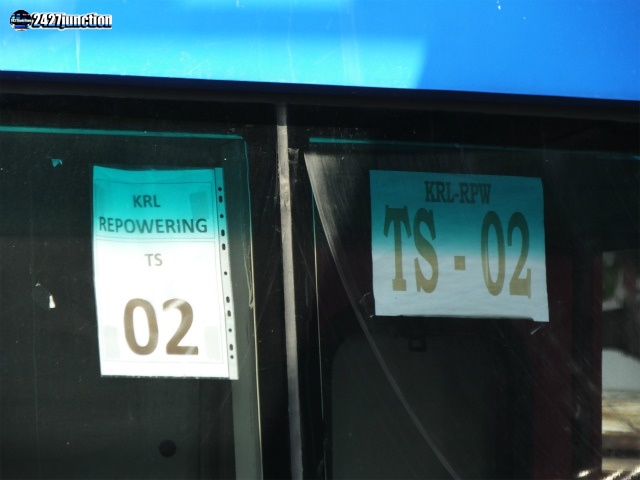 2427junction
KRL
REPOWERING
TS
02
KRL-RPW
TS - 02